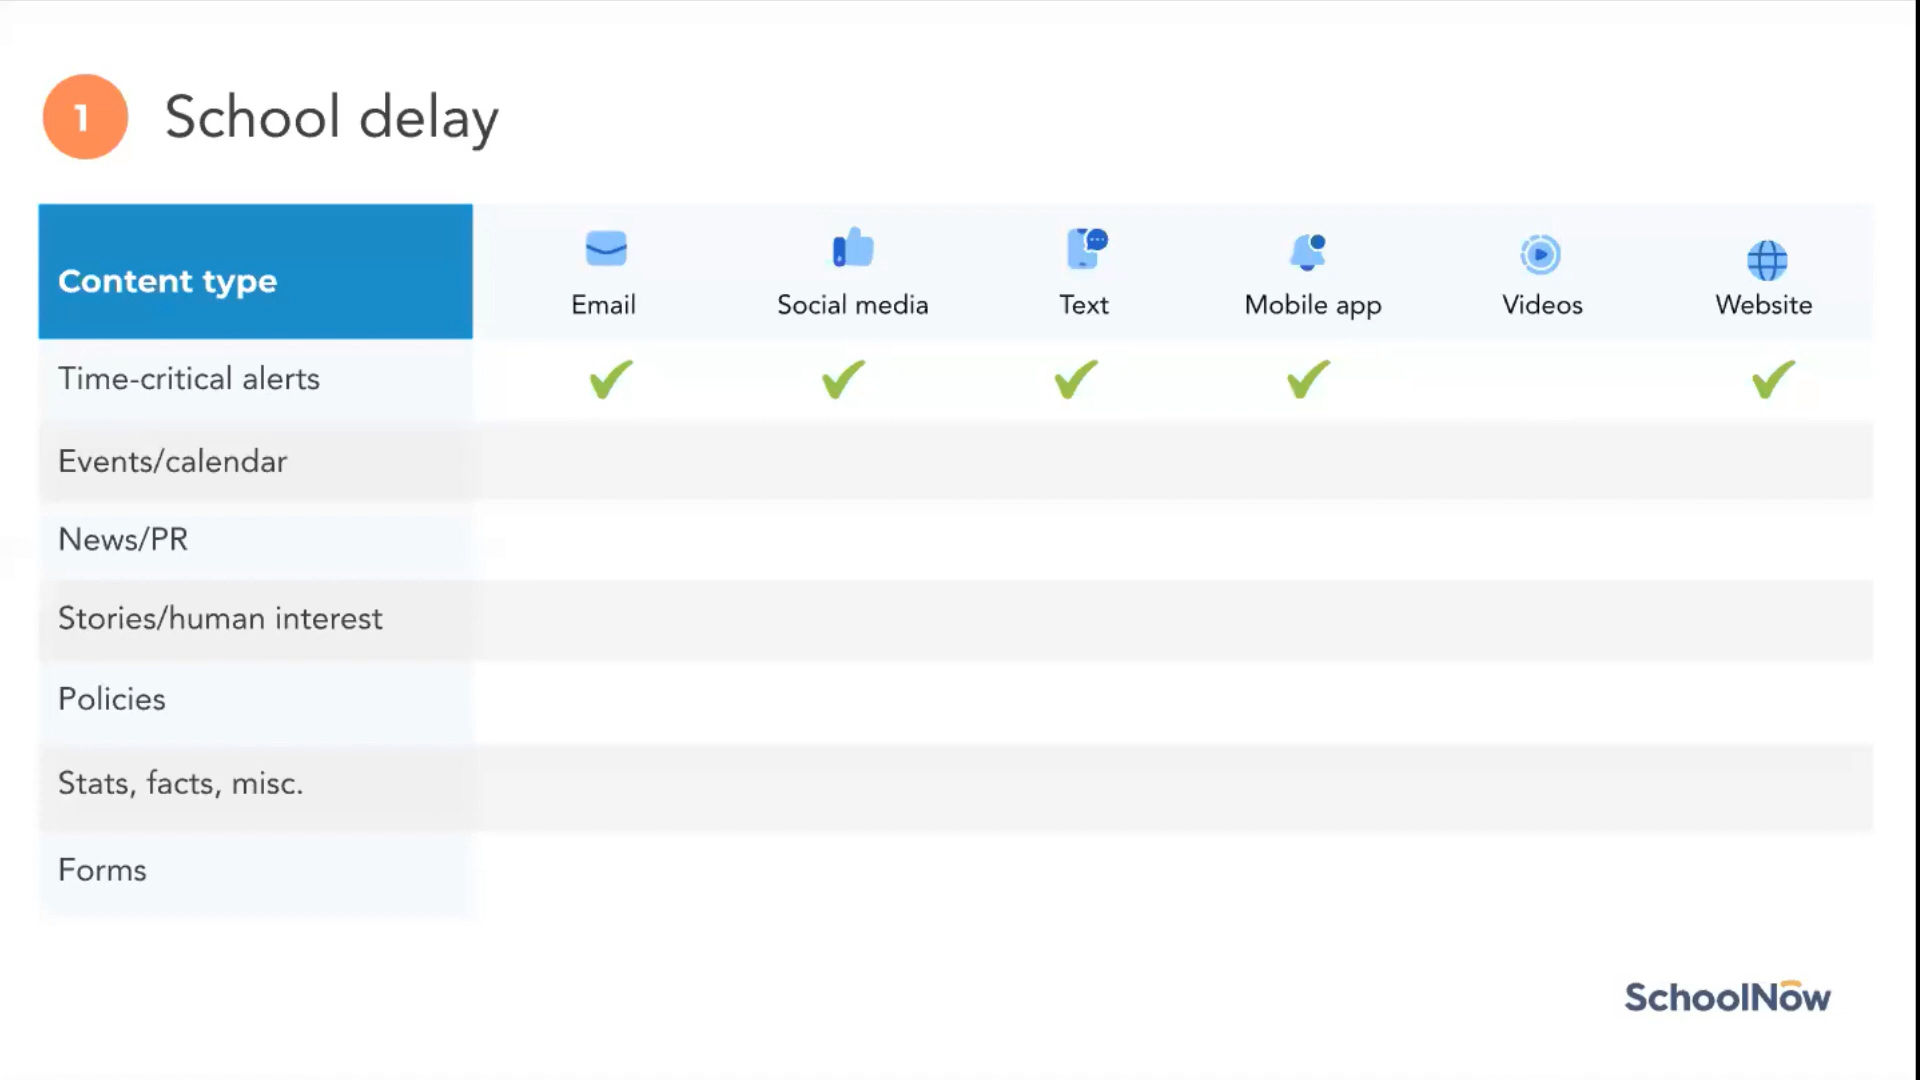 1 School delay
Content type Email Social media Text Mobile app Videos Website
Time-critical alerts
Events/calendar
News/PR
Stories/human interest
Policies
Stats, facts, misc.
Forms
SchoolNow